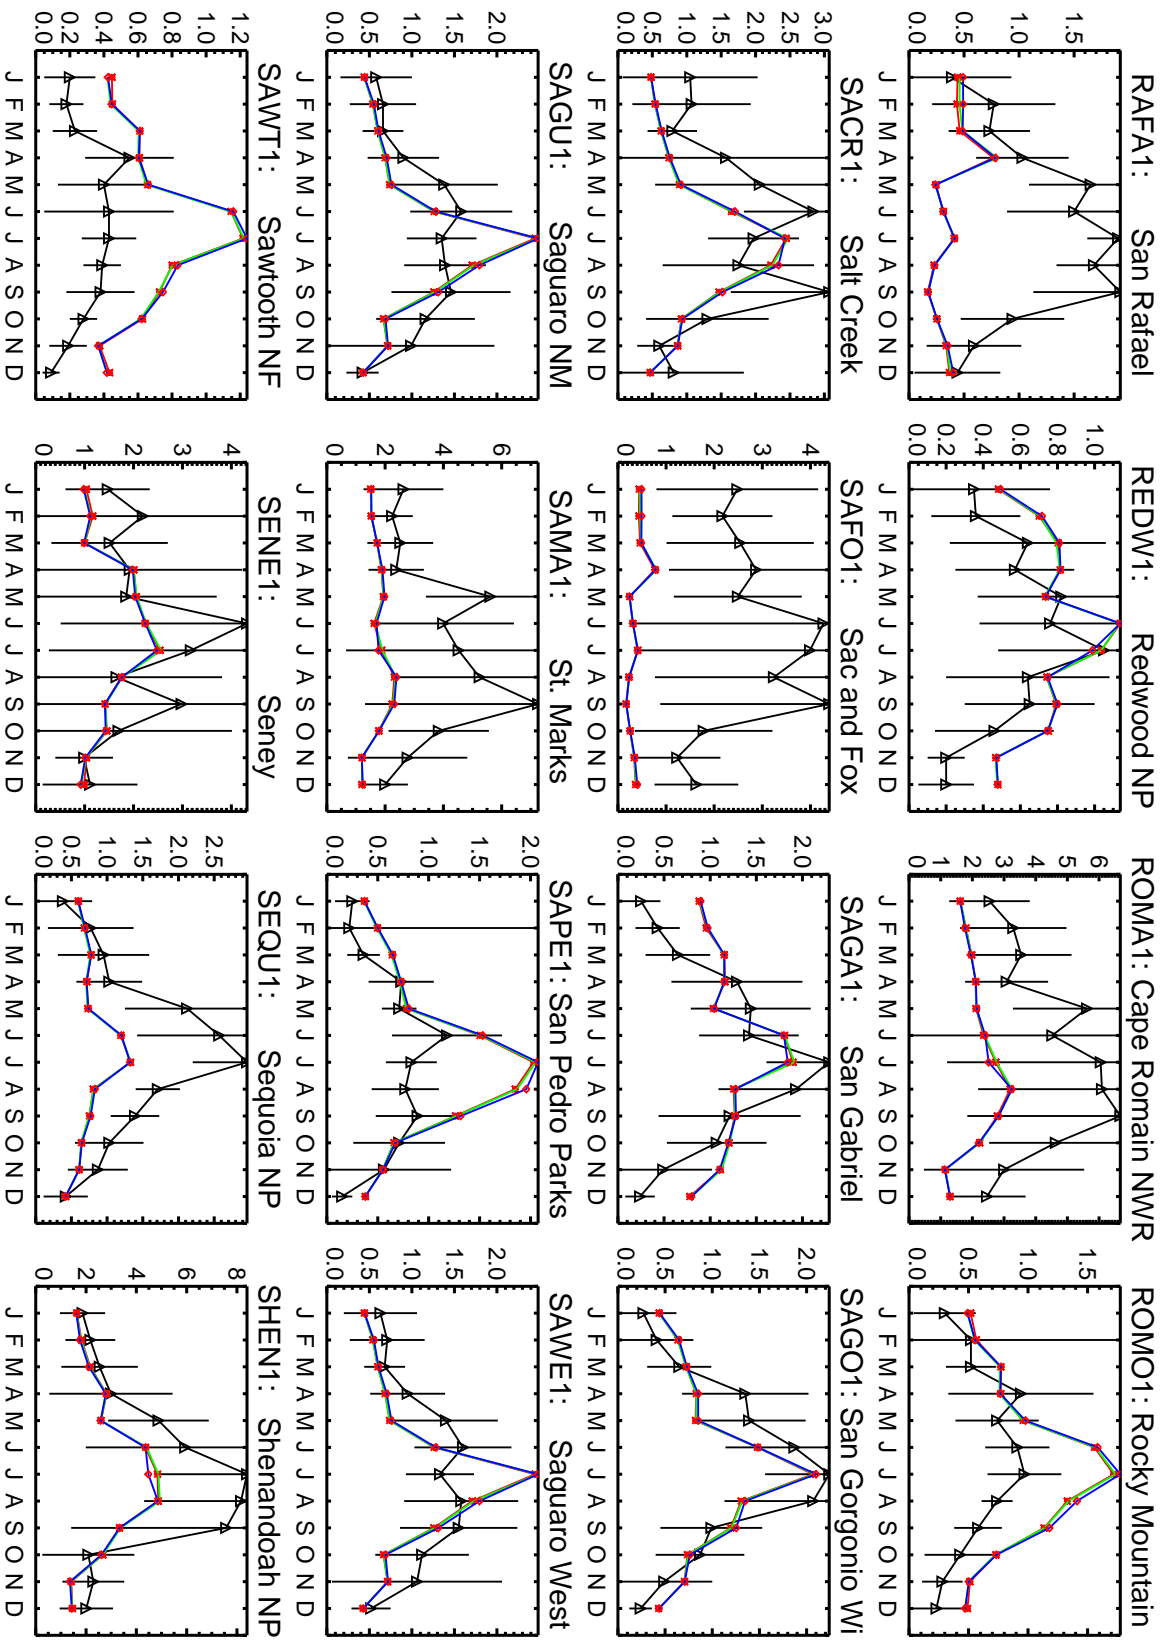 RAFA1: San Rafael
1.5
1.0
0.5
0.0
J F M A M J J A S O N D
REDW1: Redwood NP
1.0
0.8
0.6
0.4
0.2
0.0
J F M A M J J A S O N D
ROMA1: Cape Romain NWR
6
5
4
3
2
1
0
J F M A M J J A S O N D
ROMO1: Rocky Mountain
1.5
1.0
0.5
0.0
J F M A M J J A S O N D
SACR1: Salt Creek
3.0
2.5
2.0
1.5
1.0
0.5
0.0
J F M A M J J A S O N D
SAFO1: Sac and Fox
4
3
2
1
0
J F M A M J J A S O N D
SAGA1: San Gabriel
2.0
1.5
1.0
0.5
0.0
J F M A M J J A S O N D
SAGO1: San Gorgonio Wi
2.0
1.5
1.0
0.5
0.0
J F M A M J J A S O N D
SAGU1: Saguaro NM
2.0
1.5
1.0
0.5
0.0
J F M A M J J A S O N D
SAMA1: St. Marks
6
4
2
0
J F M A M J J A S O N D
SAPE1: San Pedro Parks
2.0
1.5
1.0
0.5
0.0
J F M A M J J A S O N D
SAWE1: Saguaro West
2.0
1.5
1.0
0.5
0.0
J F M A M J J A S O N D
SAWT1: Sawtooth NF
1.2
1.0
0.8
0.6
0.4
0.2
0.0
J F M A M J J A S O N D
SENE1: Seney
4
3
2
1
0
J F M A M J J A S O N D
SEQU1: Sequoia NP
2.5
2.0
1.5
1.0
0.5
0.0
J F M A M J J A S O N D
SHEN1: Shenandoah NP
8
6
4
2
0
J F M A M J J A S O N D